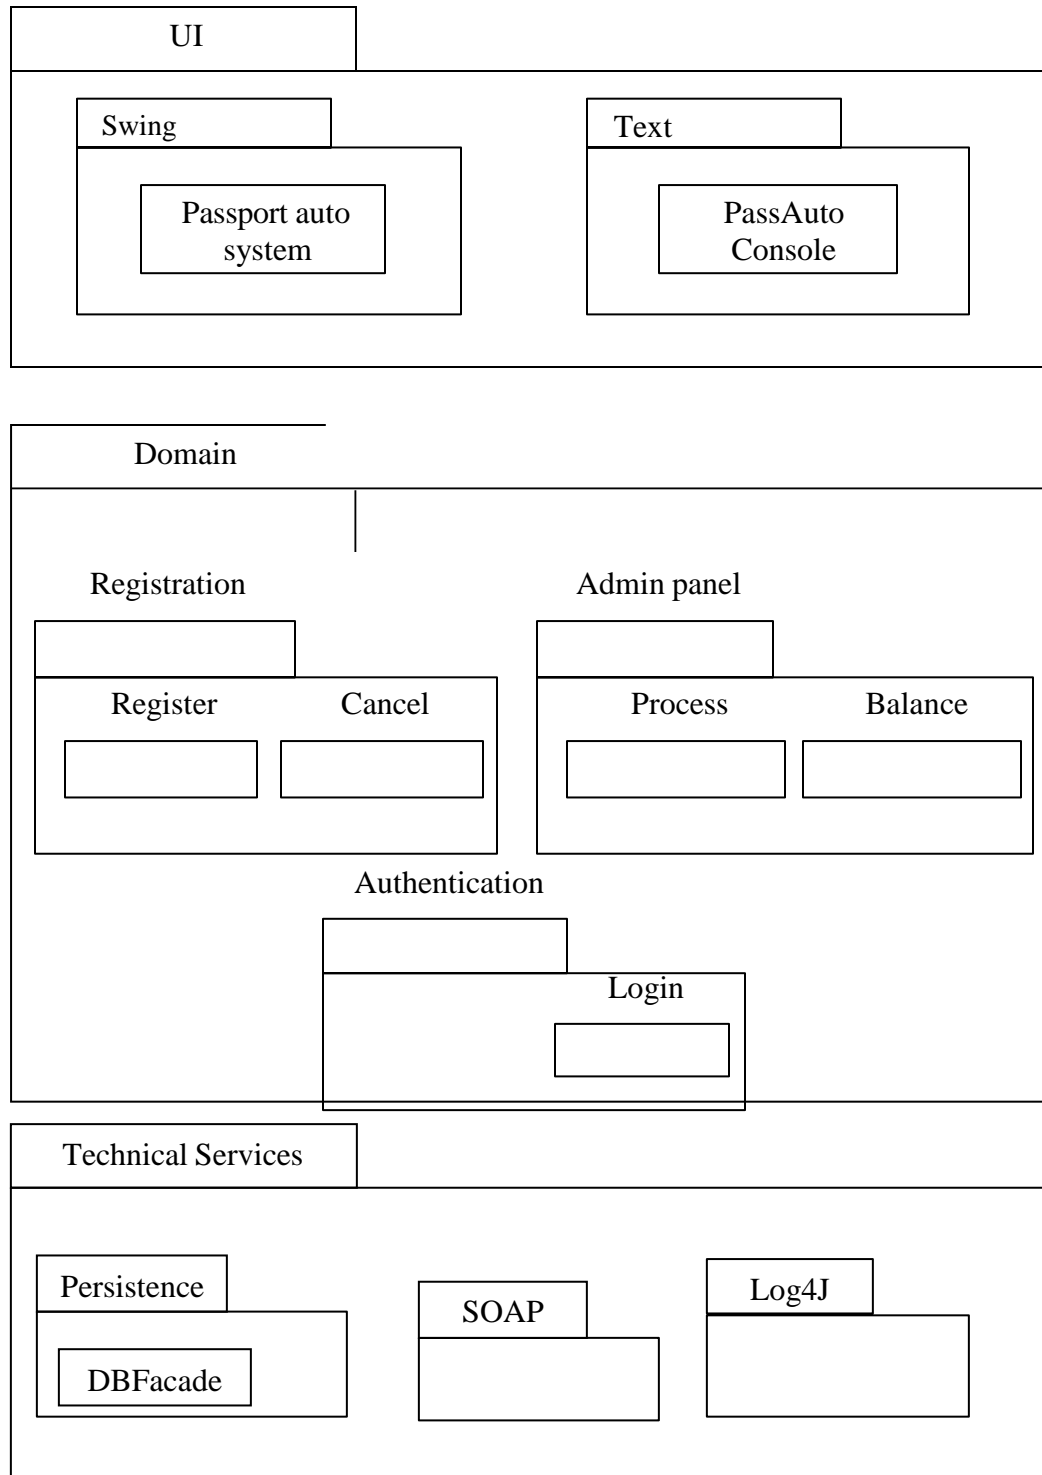 UI
Swing
Text
Passport auto
system
PassAuto
Console
Domain
Registration
Admin panel
Register
Cancel
Process
Balance
Authentication
Login
Technical Services
Persistence
SOAP
Log4J
DBFacade